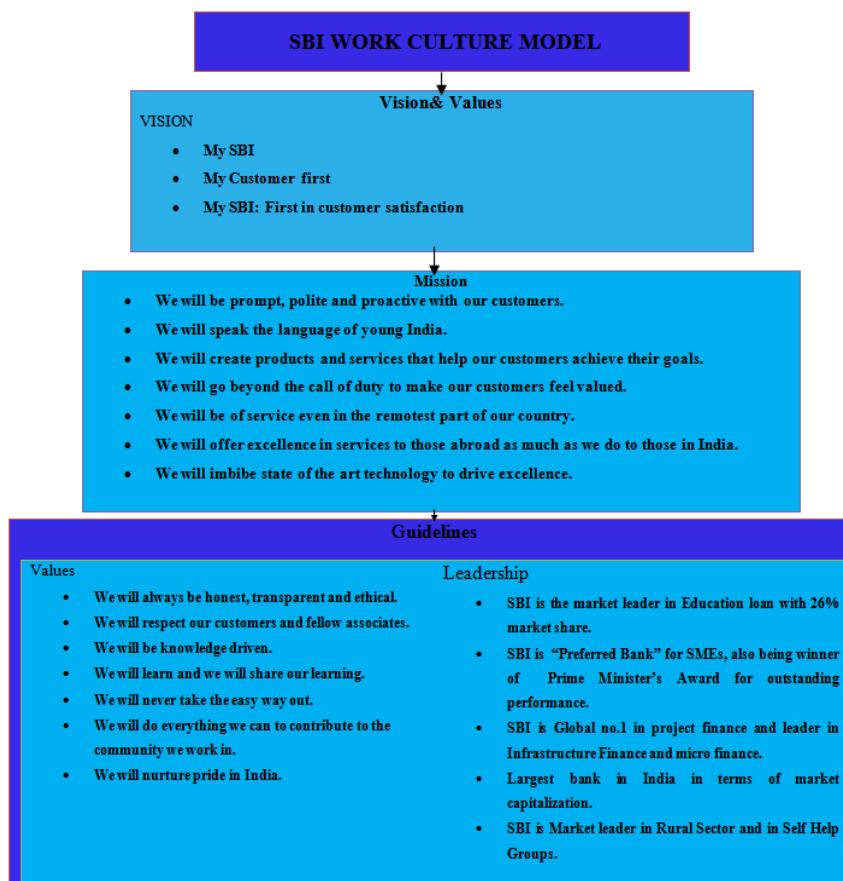 SBI WORK CULTURE MODEL
Vision& Values
VISION
• My SBI
• My Customer first
• My SBI: First in customer satisfaction
Mission
• We will be prompt, polite and proactive with our customers.
• We will speak the language of young India.
• We will create products and services that help our customers achieve their goals.
• We will go beyond the call of duty to make our customers feel valued.
• We will be of service even in the remotest part of our country.
• We will offer excellence in services to those abroad as much as we do to those in India.
• We will imbibe state of the art technology to drive excellence.
Guidelines
Values
• We will always be honest, transparent and ethical.
• We will respect our customers and fellow associates.
• We will be knowledge driven.
• We will learn and we will share our learning.
• We will never take the easy way out.
• We will do everything we can to contribute to the
community we work in.
• We will nurture pride in India.
Leadership
• SBI is the market leader in Education loan with 26%
market share.
• SBI is “Preferred Bank” for SMEs, also being winner
of Prime Minister’s Award for outstanding
performance.
• SBI is Global no.1 in project finance and leader in
Infrastructure Finance and micro finance.
• Largest bank in India in terms of market
capitalization.
• SBI is Market leader in Rural Sector and in Self Help
Groups.